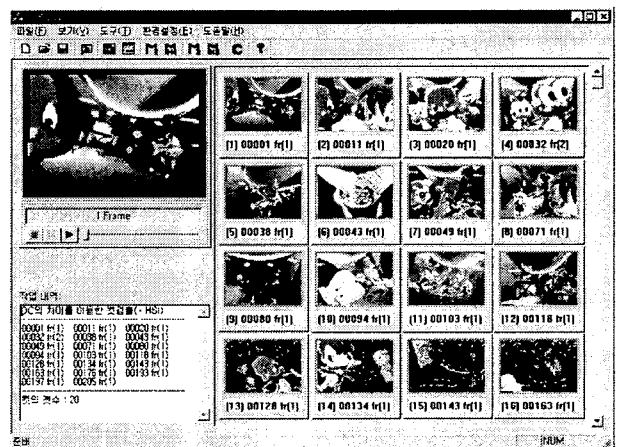 파일(F) 보기(V) 도구(T) 환경설정(E) 도움말(H)
1 Frame
[1] 00001 fr(1)
[2] 00011 fr(1)
[3] 00020 fr(1)
[4] 00032 fr(2)
[5] 00038 fr(1)
[6] 00043 fr(1)
[7] 00049 fr(1)
[8] 00071 fr(1)
[9] 00080 fr(1)
[10] 00094 fr(1)
[11] 00103 fr(1)
[12] 00118 fr(1)
[13] 00128 fr(1)
[14] 00134 fr(1)
[15] 00143 fr(1)
[16] 00163 fr(1)
작업 내역:
DC의 차이를 이용한 컷검출(- HSI)
00001 fr(1) 00011 fr(1) 00020 fr(1)
00032 fr(2) 00038 fr(1) 00043 fr(1)
00049 fr(1) 00071 fr(1) 00080 fr(1)
00094 fr(1) 00103 fr(1) 00118 fr(1)
00128 fr(1) 00134 fr(1) 00143 fr(1)
00163 fr(1) 00176 fr(1) 00193 fr(1)
00197 fr(1) 00205 fr(1)
컷의 갯수 : 20
준비
NUM